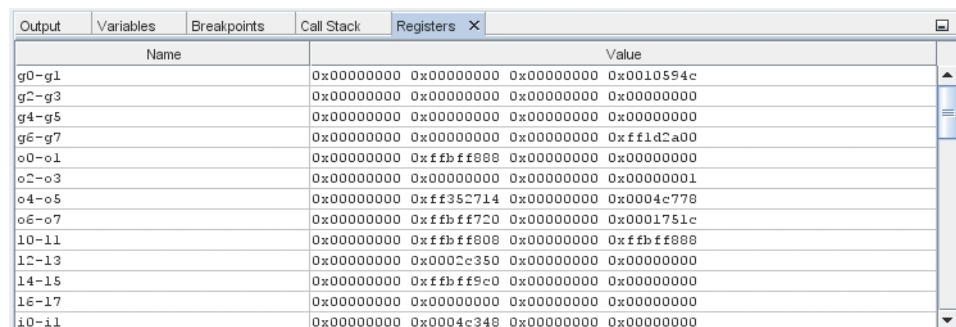 Output Variables Breakpoints Call Stack Registers X
Name Value
g0-g1 0x00000000 0x00000000 0x00000000 0x0010594c
g2-g3 0x00000000 0x00000000 0x00000000 0x00000000
g4-g5 0x00000000 0x00000000 0x00000000 0x00000000
g6-g7 0x00000000 0x00000000 0x00000000 0xff1d2a00
o0-o1 0x00000000 0xffbff888 0x00000000 0x00000000
o2-o3 0x00000000 0x00000000 0x00000000 0x00000001
o4-o5 0x00000000 0xff352714 0x00000000 0x0004c778
o6-o7 0x00000000 0xffbff720 0x00000000 0x0001751c
l0-l1 0x00000000 0xffbff808 0x00000000 0xffbff888
l2-l3 0x00000000 0x0002c350 0x00000000 0x00000000
l4-l5 0x00000000 0xffbff9c0 0x00000000 0x00000000
l6-l7 0x00000000 0x00000000 0x00000000 0x00000000
i0-i1 0x00000000 0x0004c348 0x00000000 0x00000000